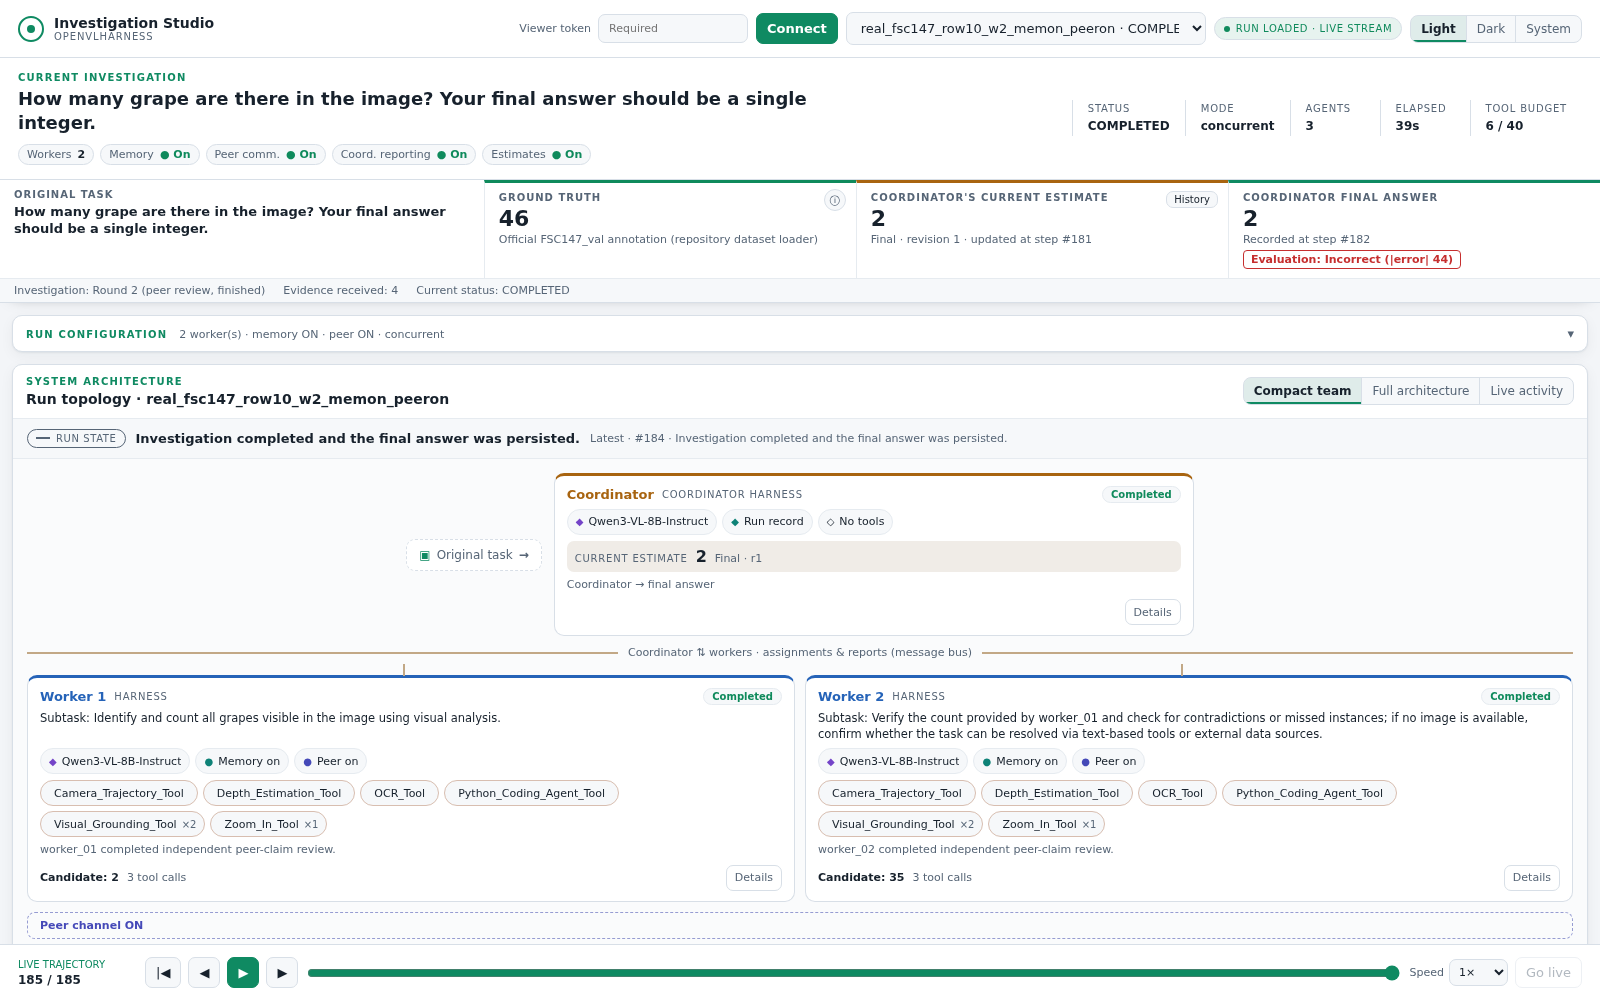 Investigation Studio
OPENVLHARNESS
Viewer token
Required
Connect
real_fsc147_row10_w2_memon_peeron · COMPLE
RUN LOADED · LIVE STREAM
Light
Dark
System
CURRENT INVESTIGATION
How many grape are there in the image? Your final answer should be a single
integer.
STATUS
COMPLETED
MODE
concurrent
AGENTS
3
ELAPSED
39s
TOOL BUDGET
6 / 40
Workers 2
Memory ● On
Peer comm. ● On
Coord. reporting ● On
Estimates ● On
ORIGINAL TASK
How many grape are there in the image? Your final answer
should be a single integer.
GROUND TRUTH
ⓘ
46
Official FSC147_val annotation (repository dataset loader)
COORDINATOR'S CURRENT ESTIMATE
History
2
Final · revision 1 · updated at step #181
COORDINATOR FINAL ANSWER
2
Recorded at step #182
Evaluation: Incorrect (|error| 44)
Investigation: Round 2 (peer review, finished)
Evidence received: 4
Current status: COMPLETED
RUN CONFIGURATION
2 worker(s) · memory ON · peer ON · concurrent
▾
SYSTEM ARCHITECTURE
Run topology · real_fsc147_row10_w2_memon_peeron
Compact team
Full architecture
Live activity
RUN STATE
Investigation completed and the final answer was persisted.
Latest · #184 · Investigation completed and the final answer was persisted.
▣ Original task →
Coordinator COORDINATOR HARNESS
Completed
◆ Qwen3-VL-8B-Instruct
◆ Run record
◇ No tools
CURRENT ESTIMATE 2 Final · r1
Coordinator → final answer
Details
Coordinator ⇅ workers · assignments & reports (message bus)
Worker 1 HARNESS
Completed
Subtask: Identify and count all grapes visible in the image using visual analysis.
◆ Qwen3-VL-8B-Instruct
● Memory on
● Peer on
Camera_Trajectory_Tool
Depth_Estimation_Tool
OCR_Tool
Python_Coding_Agent_Tool
Visual_Grounding_Tool ×2
Zoom_In_Tool ×1
worker_01 completed independent peer-claim review.
Candidate: 2 3 tool calls
Details
Worker 2 HARNESS
Completed
Subtask: Verify the count provided by worker_01 and check for contradictions or missed instances; if no image is available,
confirm whether the task can be resolved via text-based tools or external data sources.
◆ Qwen3-VL-8B-Instruct
● Memory on
● Peer on
Camera_Trajectory_Tool
Depth_Estimation_Tool
OCR_Tool
Python_Coding_Agent_Tool
Visual_Grounding_Tool ×2
Zoom_In_Tool ×1
worker_02 completed independent peer-claim review.
Candidate: 35 3 tool calls
Details
Peer channel ON
LIVE TRAJECTORY
185 / 185
Speed
1×
Go live